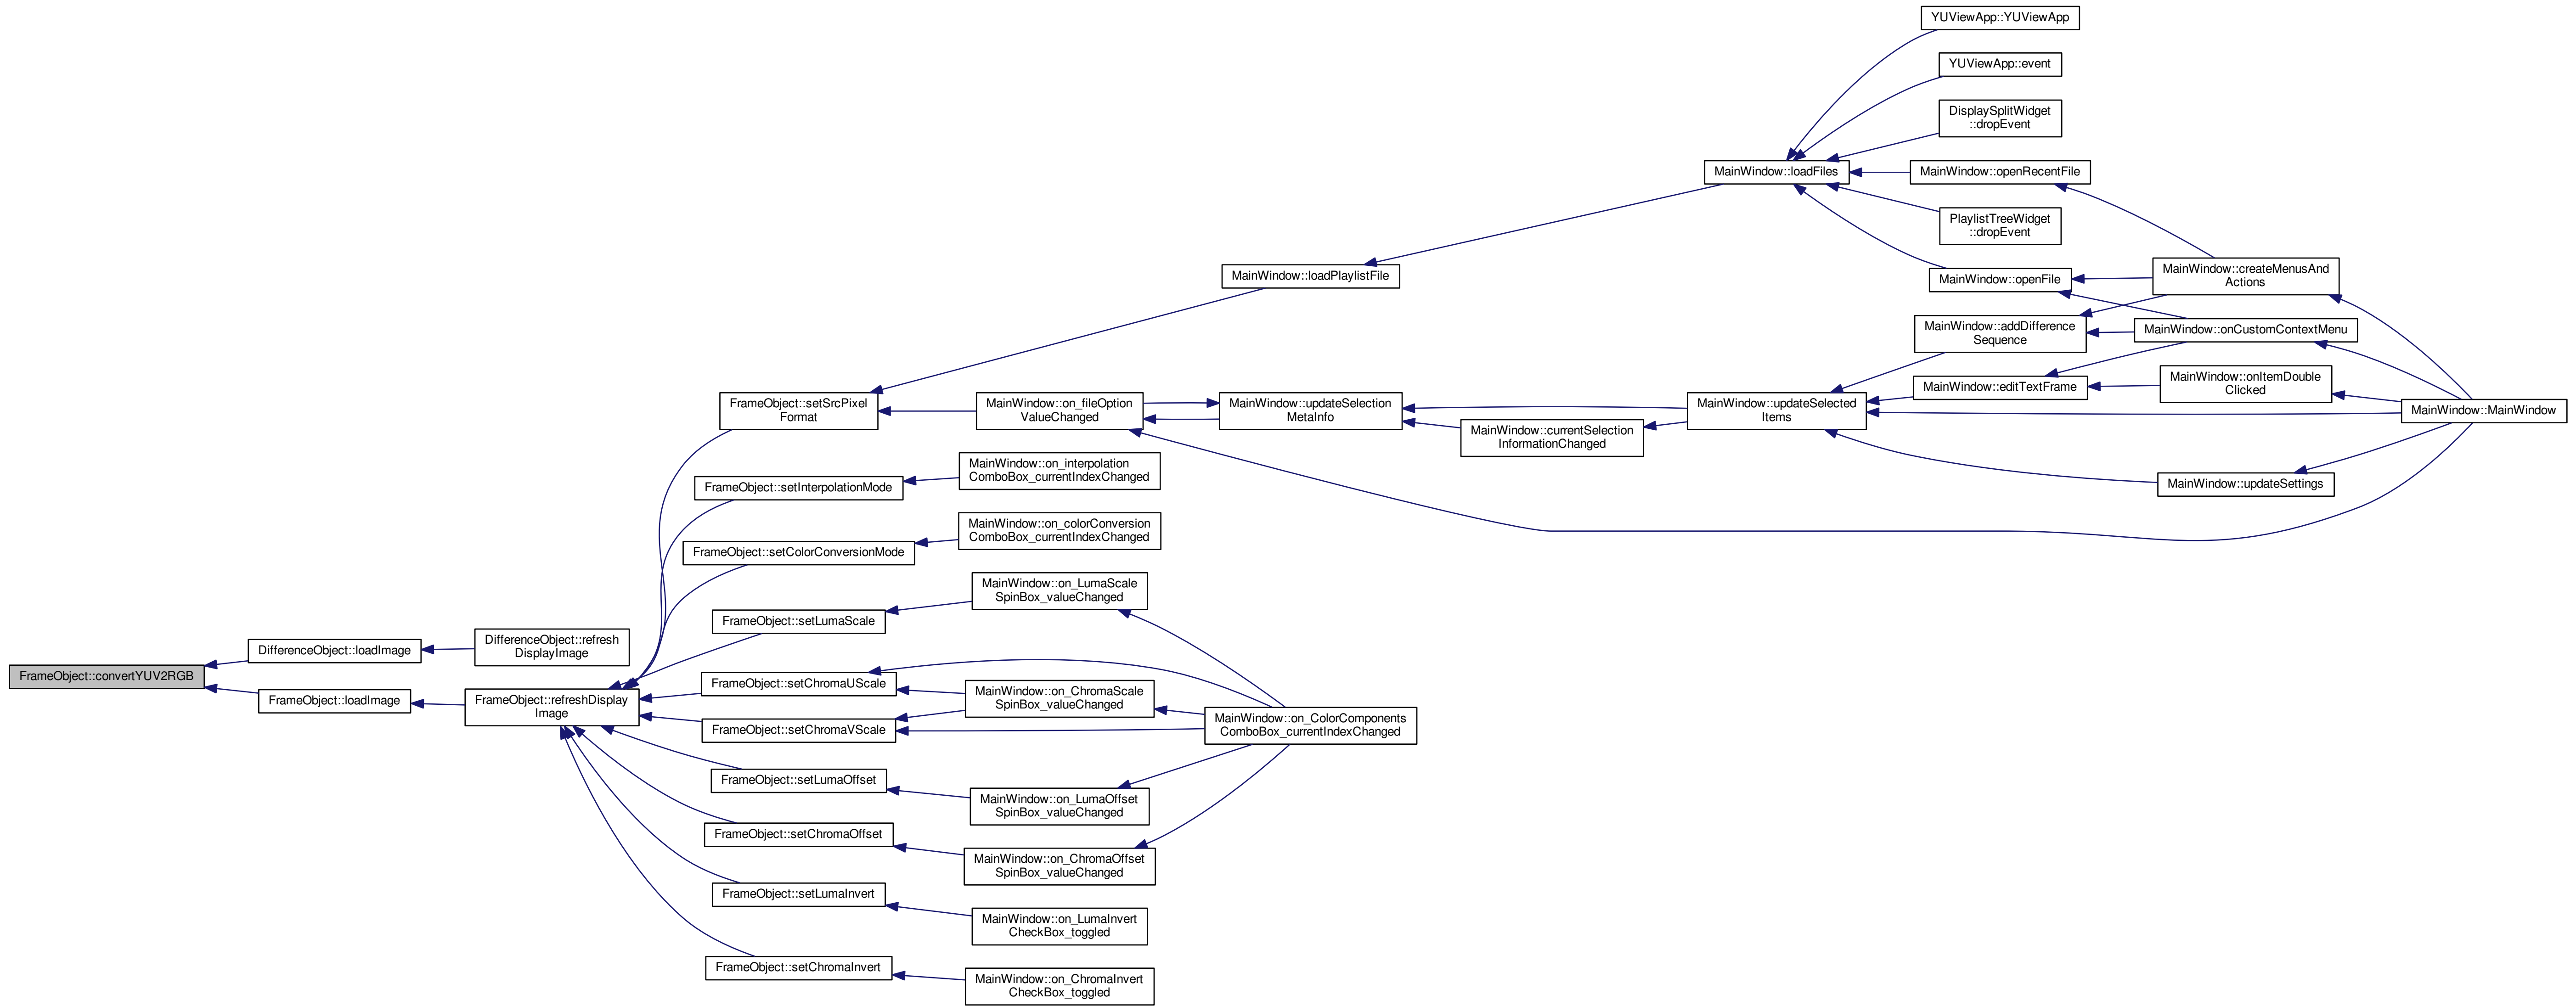 YUViewApp::YUViewApp
YUViewApp::event
DisplaySplitWidget
::dropEvent
MainWindow::loadFiles
MainWindow::openRecentFile
PlaylistTreeWidget
::dropEvent
MainWindow::loadPlaylistFile
MainWindow::openFile
MainWindow::createMenusAnd
Actions
MainWindow::addDifference
Sequence
MainWindow::onCustomContextMenu
FrameObject::setSrcPixel
Format
MainWindow::on_fileOption
ValueChanged
MainWindow::updateSelection
MetaInfo
MainWindow::currentSelection
InformationChanged
MainWindow::updateSelected
Items
MainWindow::editTextFrame
MainWindow::onItemDouble
Clicked
MainWindow::MainWindow
MainWindow::updateSettings
FrameObject::setInterpolationMode
MainWindow::on_interpolation
ComboBox_currentIndexChanged
FrameObject::setColorConversionMode
MainWindow::on_colorConversion
ComboBox_currentIndexChanged
FrameObject::setLumaScale
MainWindow::on_LumaScale
SpinBox_valueChanged
FrameObject::convertYUV2RGB
DifferenceObject::loadImage
DifferenceObject::refresh
DisplayImage
FrameObject::loadImage
FrameObject::refreshDisplay
Image
FrameObject::setChromaUScale
MainWindow::on_ChromaScale
SpinBox_valueChanged
FrameObject::setChromaVScale
MainWindow::on_ColorComponents
ComboBox_currentIndexChanged
FrameObject::setLumaOffset
MainWindow::on_LumaOffset
SpinBox_valueChanged
FrameObject::setChromaOffset
MainWindow::on_ChromaOffset
SpinBox_valueChanged
FrameObject::setLumaInvert
MainWindow::on_LumaInvert
CheckBox_toggled
FrameObject::setChromaInvert
MainWindow::on_ChromaInvert
CheckBox_toggled